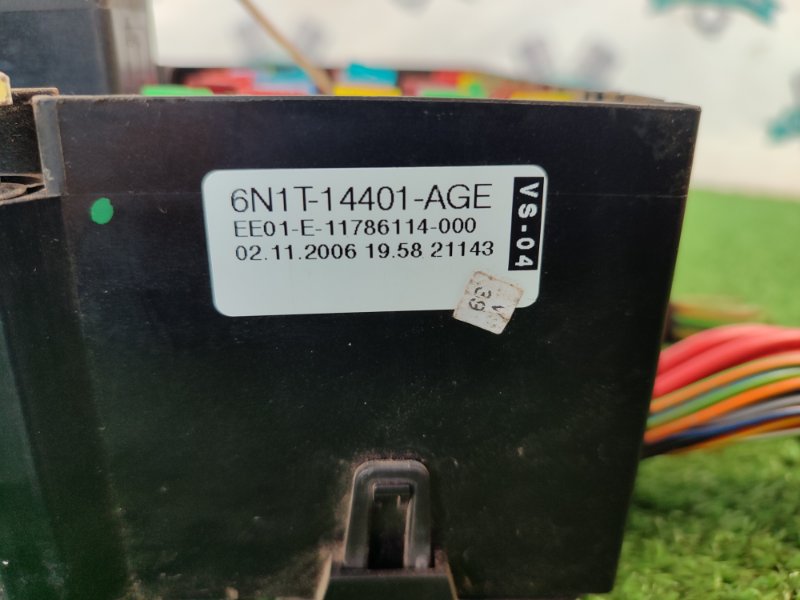 6N1T-14401-AGE
EE01-E-11786114-000
02.11.2006 19.58 21143
VS-04
V
39